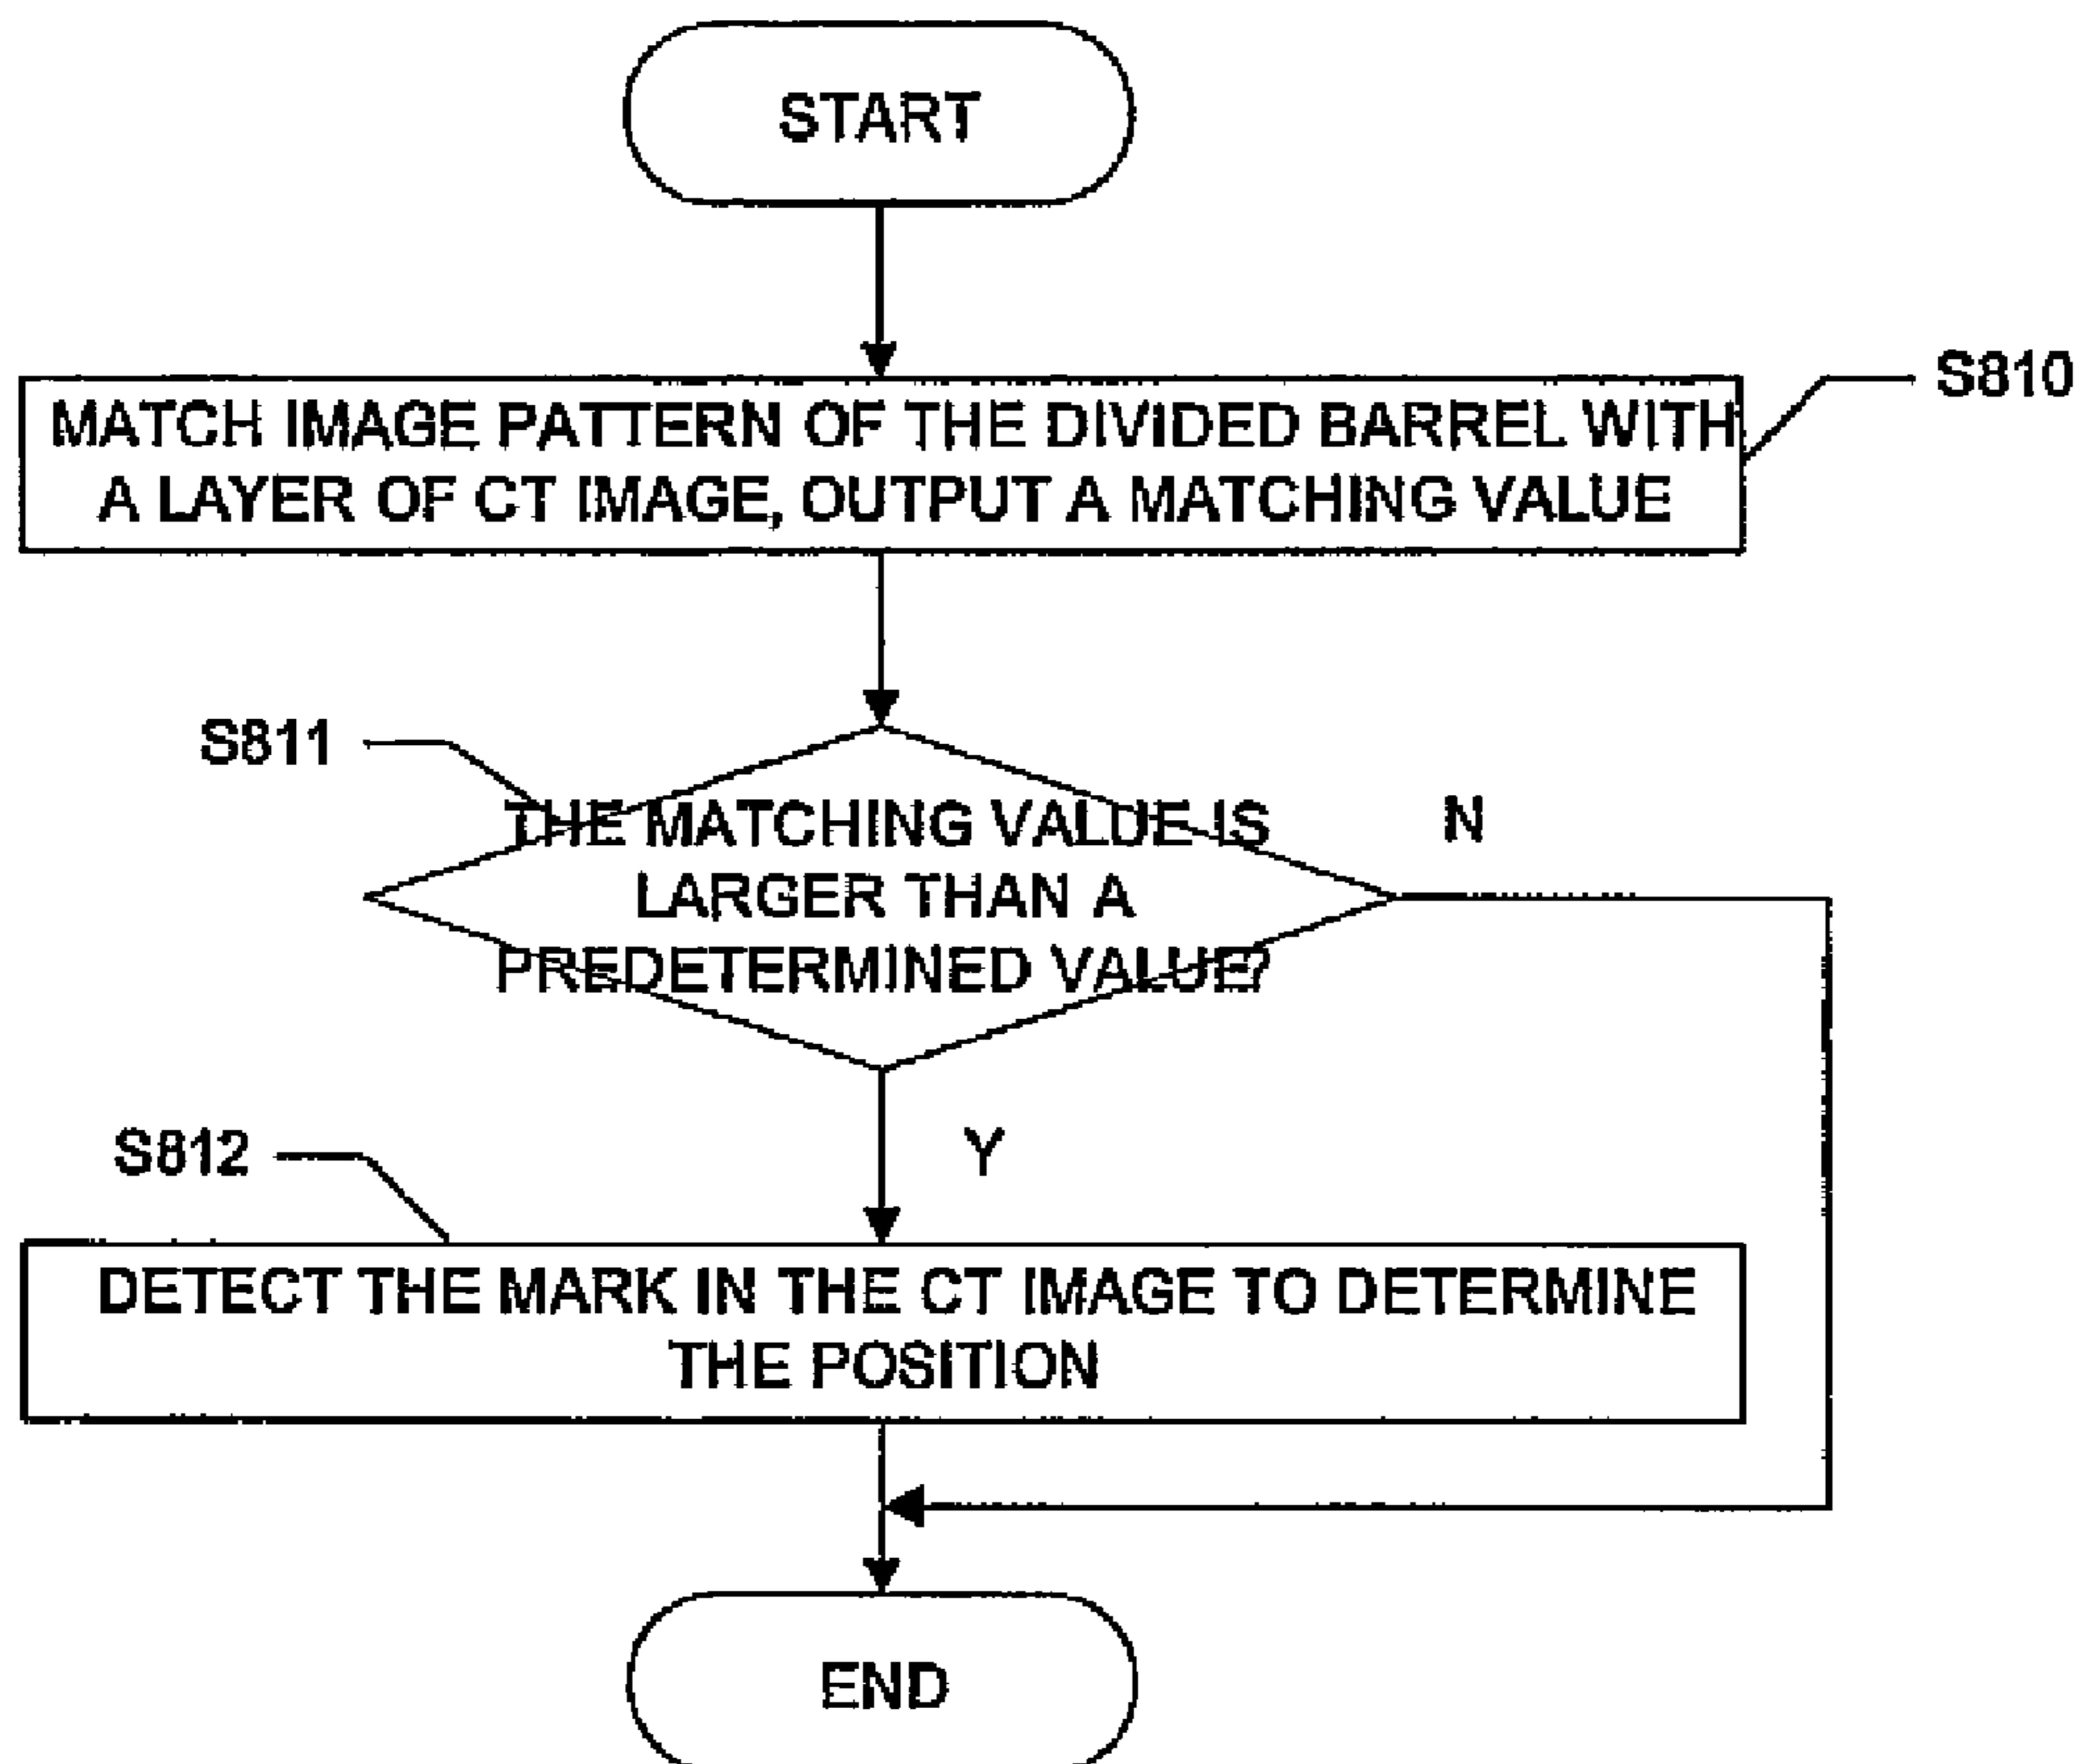 START
S810
MATCH IMAGE PATTERN OF THE DIVIDED BARREL WITH
A LAYER OF CT IMAGE, OUTPUT A MATCHING VALUE
S811
THE MATCHING VALUE IS
LARGER THAN A
PREDETERMINED VALUE?
N
Y
S812
DETECT THE MARK IN THE CT IMAGE TO DETERMINE
THE POSITION
END